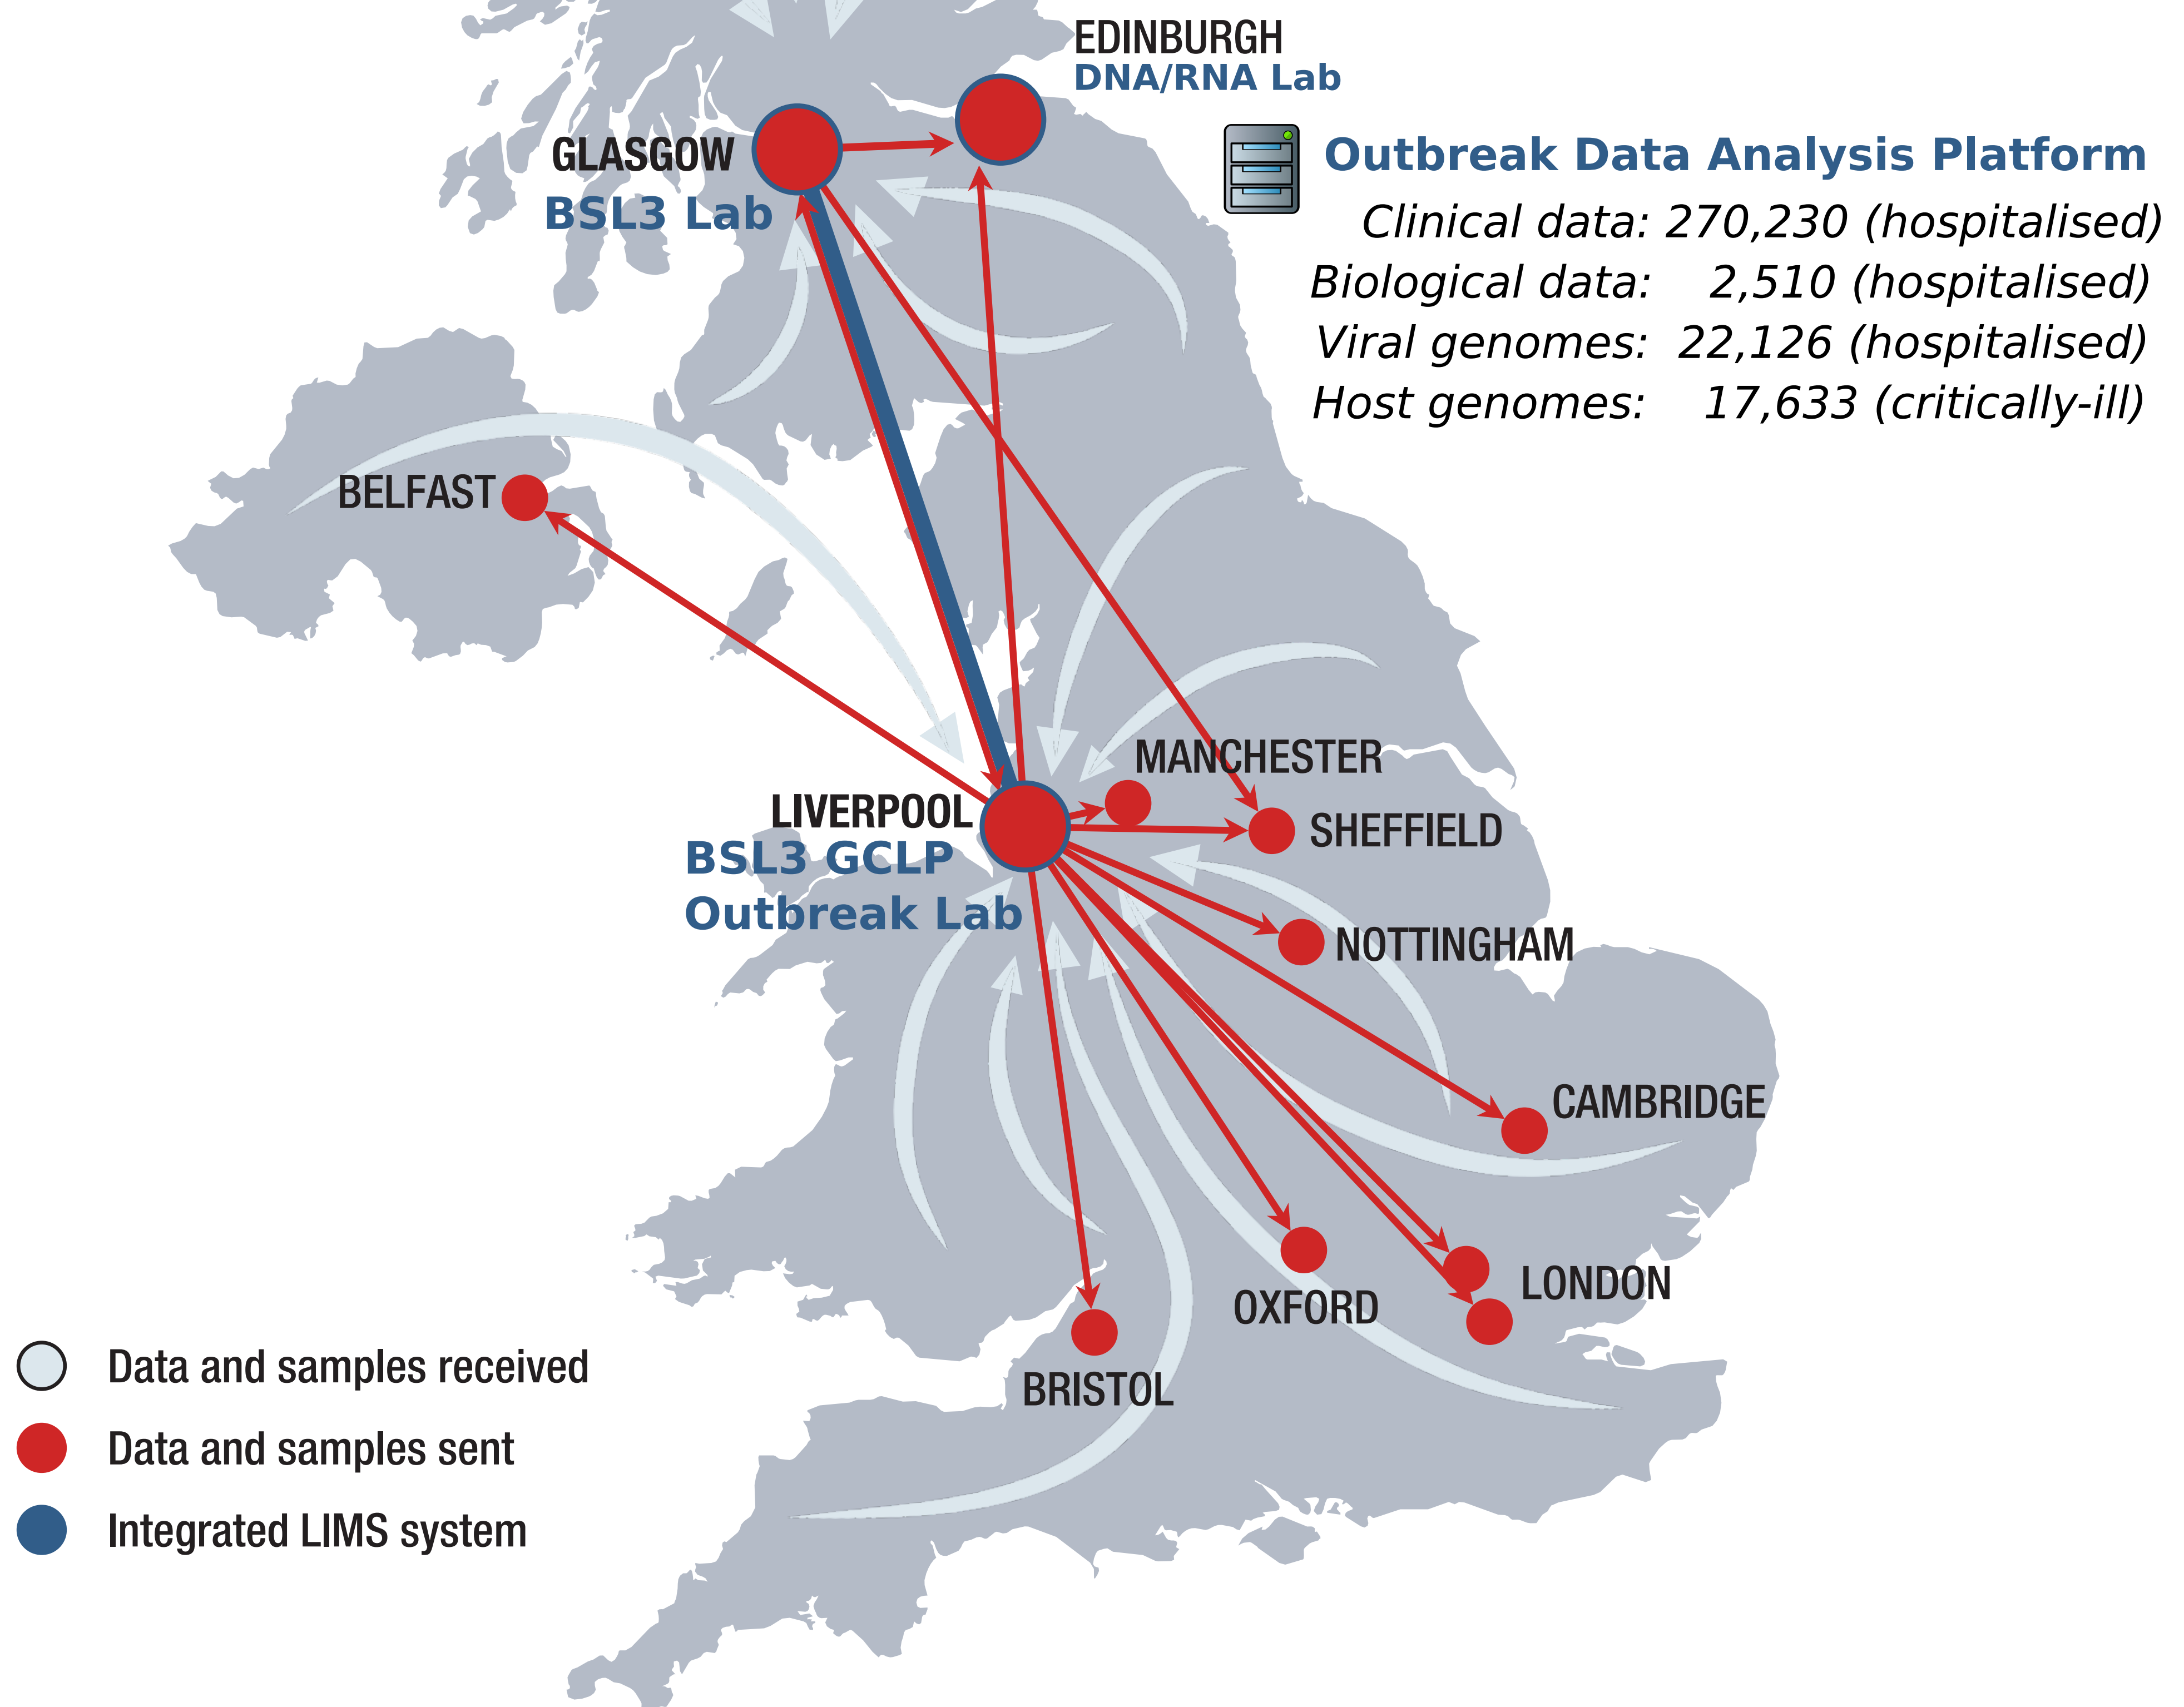 EDINBURGH
DNA/RNA Lab
GLASGOW
BSL3 Lab
Outbreak Data Analysis Platform
Clinical data: 270,230 (hospitalised)
Biological data: 2,510 (hospitalised)
Viral genomes: 22,126 (hospitalised)
Host genomes: 17,633 (critically-ill)
BELFAST
MANCHESTER
LIVERPOOL
BSL3 GCLP
Outbreak Lab
SHEFFIELD
NOTTINGHAM
CAMBRIDGE
LONDON
OXFORD
BRISTOL
Data and samples received
Data and samples sent
Integrated LIMS system